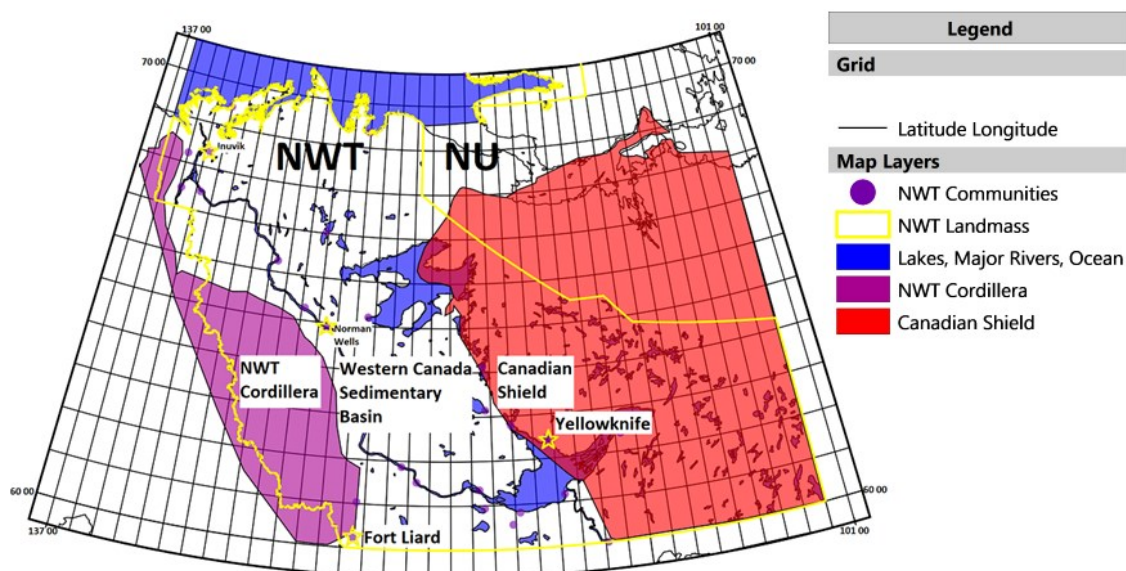 137 00
101 00
70 00
70 00
NWT
NU
Inuvik
Norman
Wells
NWT
Cordillera
Western Canada
Sedimentary
Basin
Canadian
Shield
Yellowknife
Fort Liard
60 00
60 00
137 00
101 00
Legend
Grid
Latitude Longitude
Map Layers
NWT Communities
NWT Landmass
Lakes, Major Rivers, Ocean
NWT Cordillera
Canadian Shield